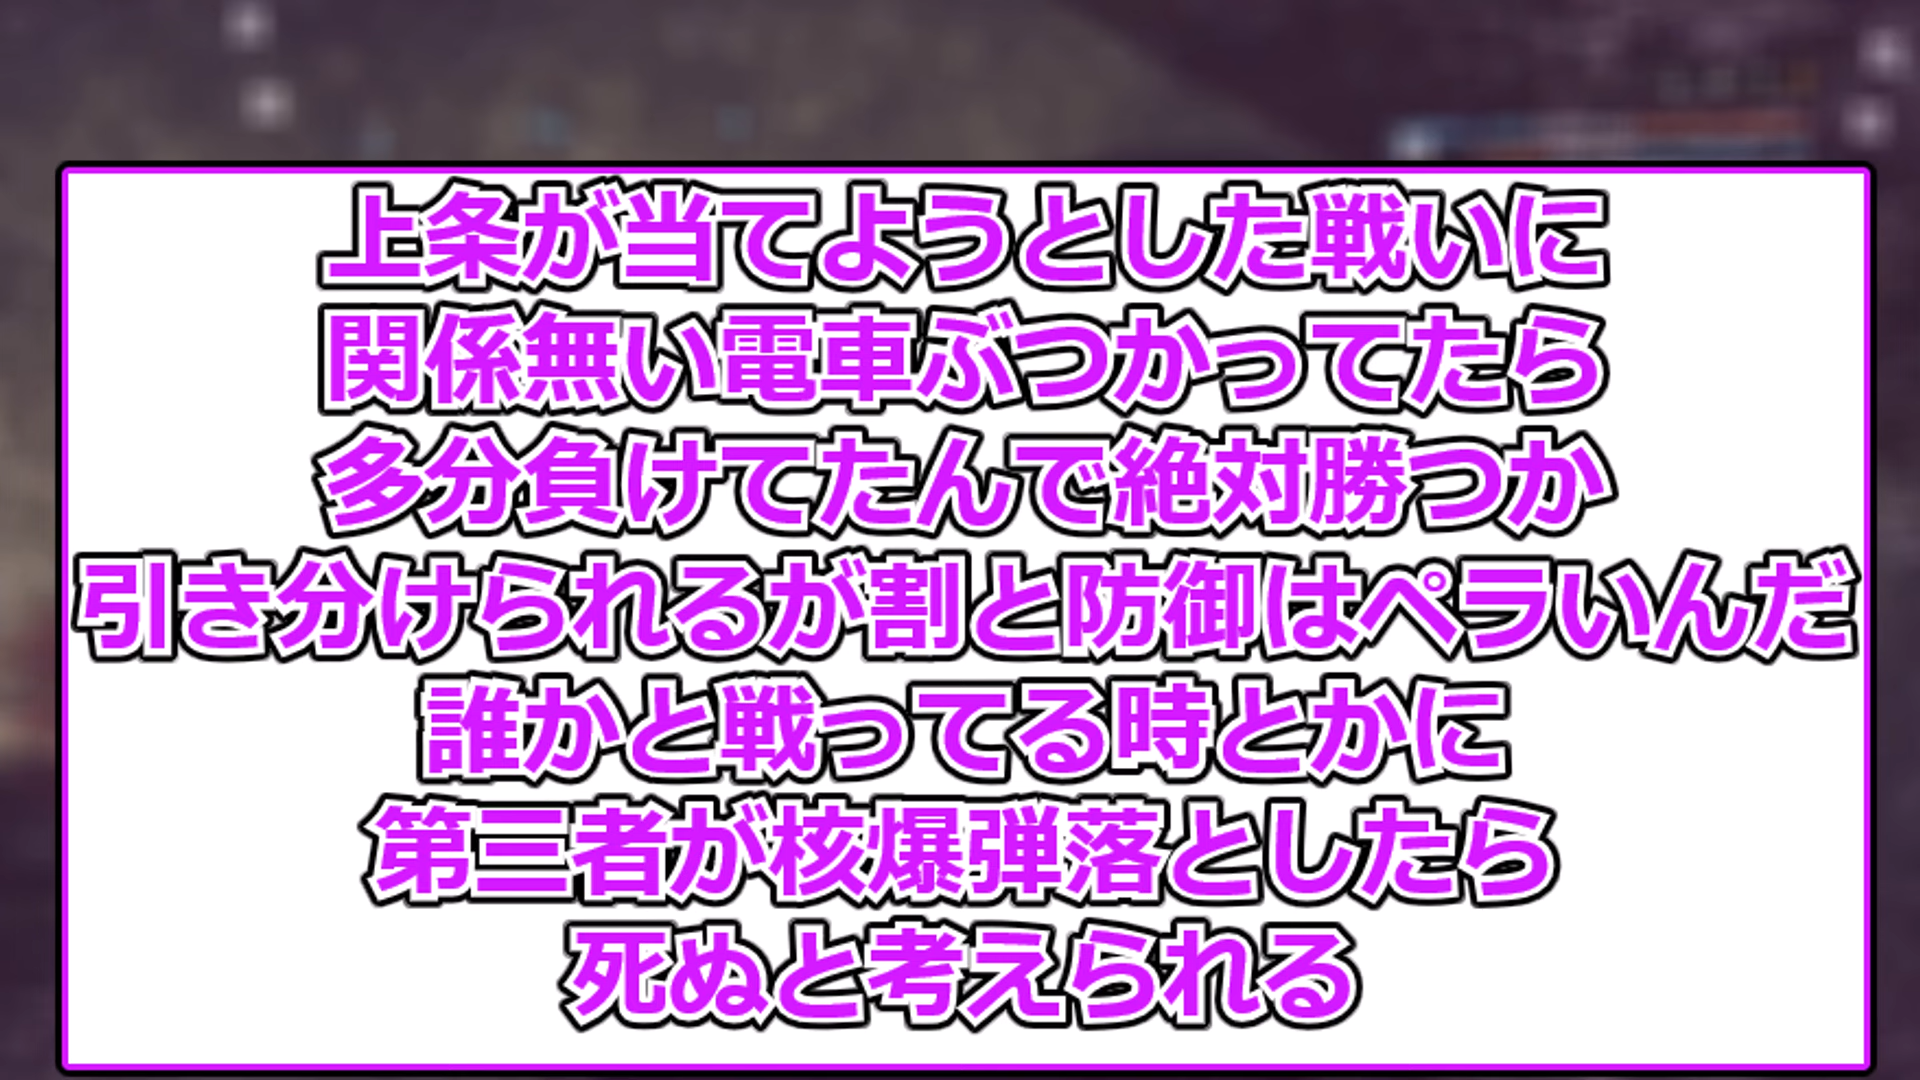 上条が当てようとした戦いに
関係無い電車ぶつかってたら
多分負けてたんで絶対勝つか
引き分けられるが割と防御はペラいんだ
誰かと戦ってる時とかに
第三者が核爆弾落としたら
死ぬと考えられる